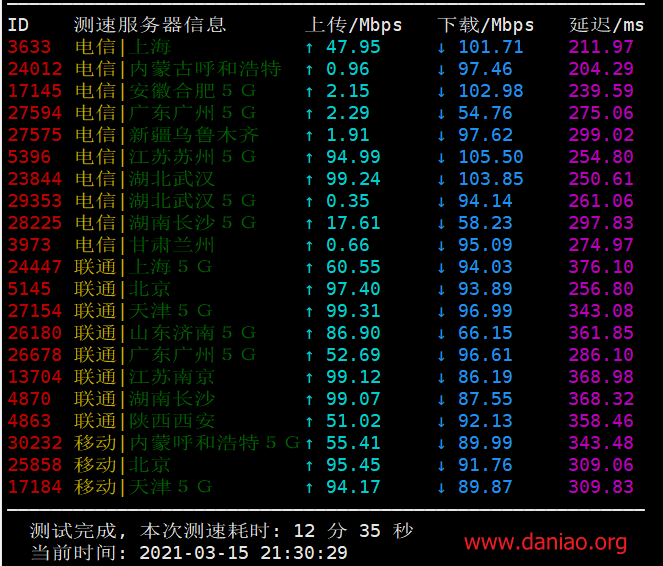 ID 测速服务器信息 上传/Mbps 下载/Mbps 延迟/ms
3633 电信|上海 ↑ 47.95 ↓ 101.71 211.97
24012 电信|内蒙古呼和浩特 ↑ 0.96 ↓ 97.46 204.29
17145 电信|安徽合肥5G ↑ 2.15 ↓ 102.98 239.59
27594 电信|广东广州5G ↑ 2.29 ↓ 54.76 275.06
27575 电信|新疆乌鲁木齐 ↑ 1.91 ↓ 97.62 299.02
5396 电信|江苏苏州5G ↑ 94.99 ↓ 105.50 254.80
23844 电信|湖北武汉 ↑ 99.24 ↓ 103.85 250.61
29353 电信|湖北武汉5G ↑ 0.35 ↓ 94.14 261.06
28225 电信|湖南长沙5G ↑ 17.61 ↓ 58.23 297.83
3973 电信|甘肃兰州 ↑ 0.66 ↓ 95.09 274.97
24447 联通|上海5G ↑ 60.55 ↓ 94.03 376.10
5145 联通|北京 ↑ 97.40 ↓ 93.89 256.80
27154 联通|天津5G ↑ 99.31 ↓ 96.99 343.08
26180 联通|山东济南5G ↑ 86.90 ↓ 66.15 361.85
26678 联通|广东广州5G ↑ 52.69 ↓ 96.61 286.10
13704 联通|江苏南京 ↑ 99.12 ↓ 86.19 368.98
4870 联通|湖南长沙 ↑ 99.07 ↓ 87.55 368.32
4863 联通|陕西西安 ↑ 51.02 ↓ 92.13 358.46
30232 移动|内蒙呼和浩特5G ↑ 55.41 ↓ 89.99 343.48
25858 移动|北京 ↑ 95.45 ↓ 91.76 309.06
17184 移动|天津5G ↑ 94.17 ↓ 89.87 309.83
测试完成, 本次测速耗时: 12 分 35 秒
当前时间: 2021-03-15 21:30:29
www.daniao.org